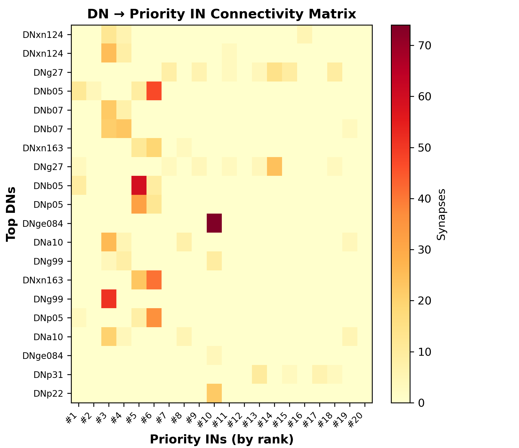 DN → Priority IN Connectivity Matrix
DNxn124
DNxn124
DNg27
DNb05
DNb07
DNb07
DNxn163
DNg27
DNb05
DNp05
DNge084
DNa10
DNg99
DNxn163
DNg99
DNp05
DNa10
DNge084
DNp31
DNp22
Top DNs
#1 #2 #3 #4 #5 #6 #7 #8 #9 #10 #11 #12 #13 #14 #15 #16 #17 #18 #19 #20
Priority INs (by rank)
70
60
50
40
30
20
10
0
Synapses